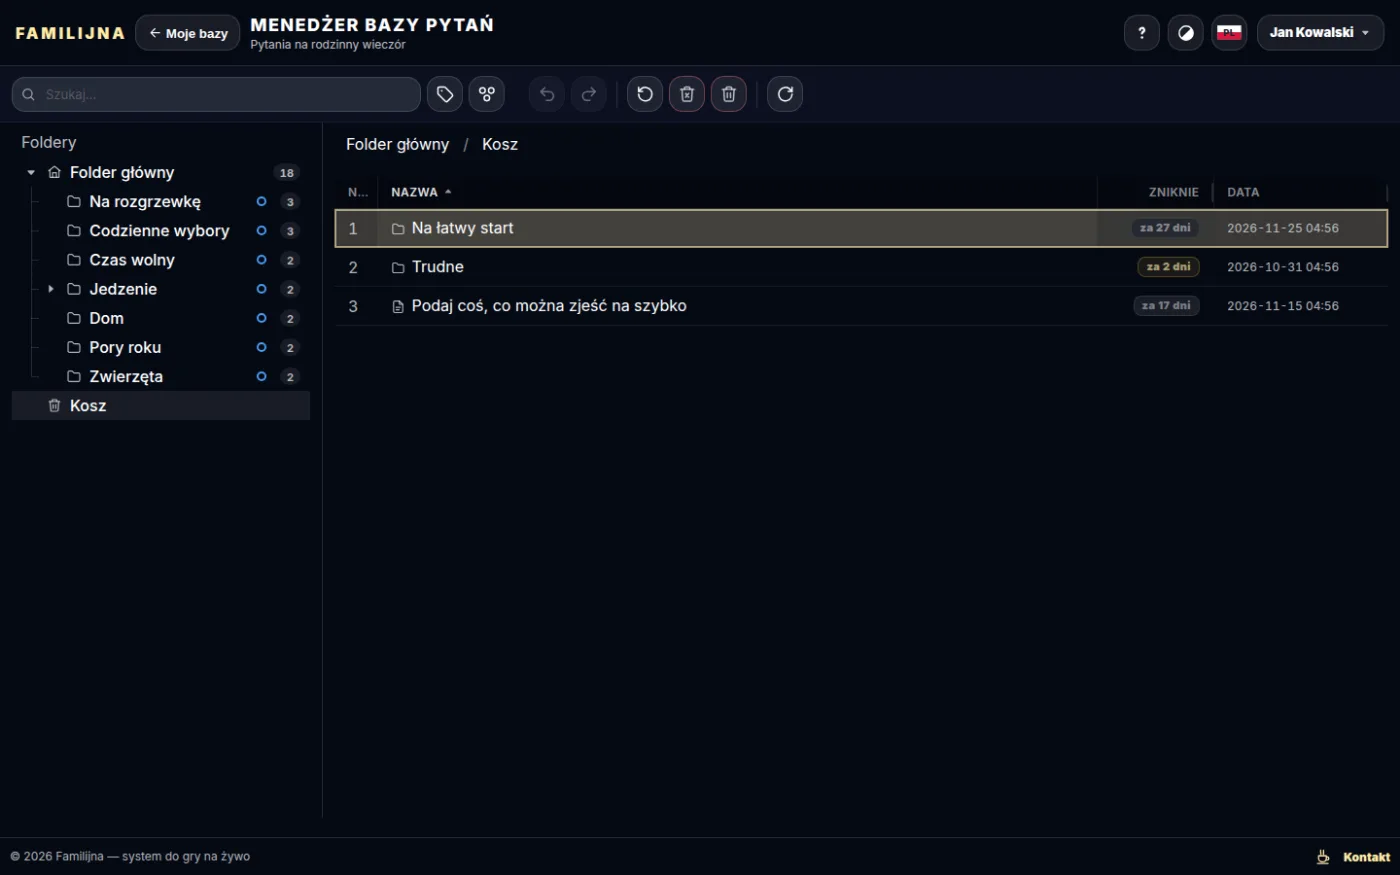 FAMILIJNA
← Moje bazy
MENEDŻER BAZY PYTAŃ
Pytania na rodzinny wieczór
?
PL
Jan Kowalski
Szukaj...
Foldery
Folder główny 18
Na rozgrzewkę 3
Codzienne wybory 3
Czas wolny 2
Jedzenie 2
Dom 2
Pory roku 2
Zwierzęta 2
Kosz
Folder główny / Kosz
N... NAZWA ZNIKNIE DATA
1 Na łatwy start za 27 dni 2026-11-25 04:56
2 Trudne za 2 dni 2026-10-31 04:56
3 Podaj coś, co można zjeść na szybko za 17 dni 2026-11-15 04:56
© 2026 Familijna — system do gry na żywo
Kontakt